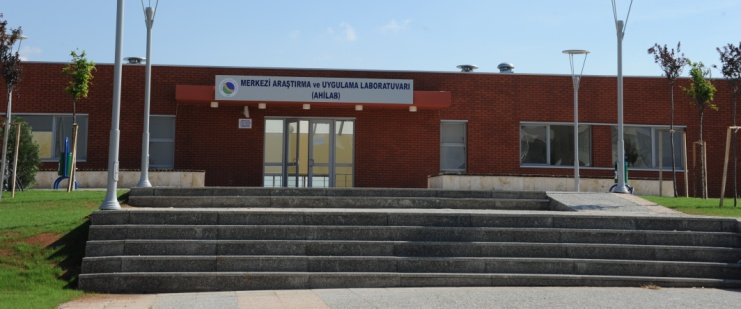 MERKEZİ ARAŞTIRMA ve UYGULAMA LABORATUVARI
(AHİLAB)